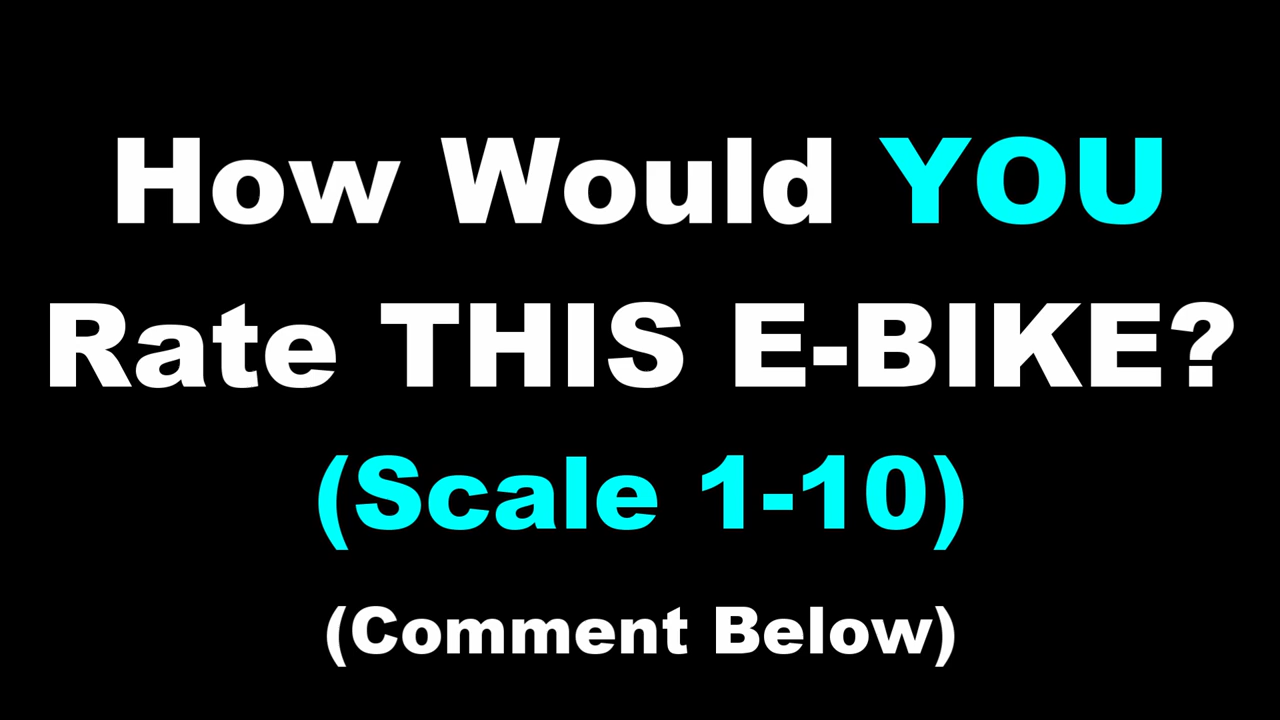 How Would YOU
Rate THIS E-BIKE?
(Scale 1-10)
(Comment Below)